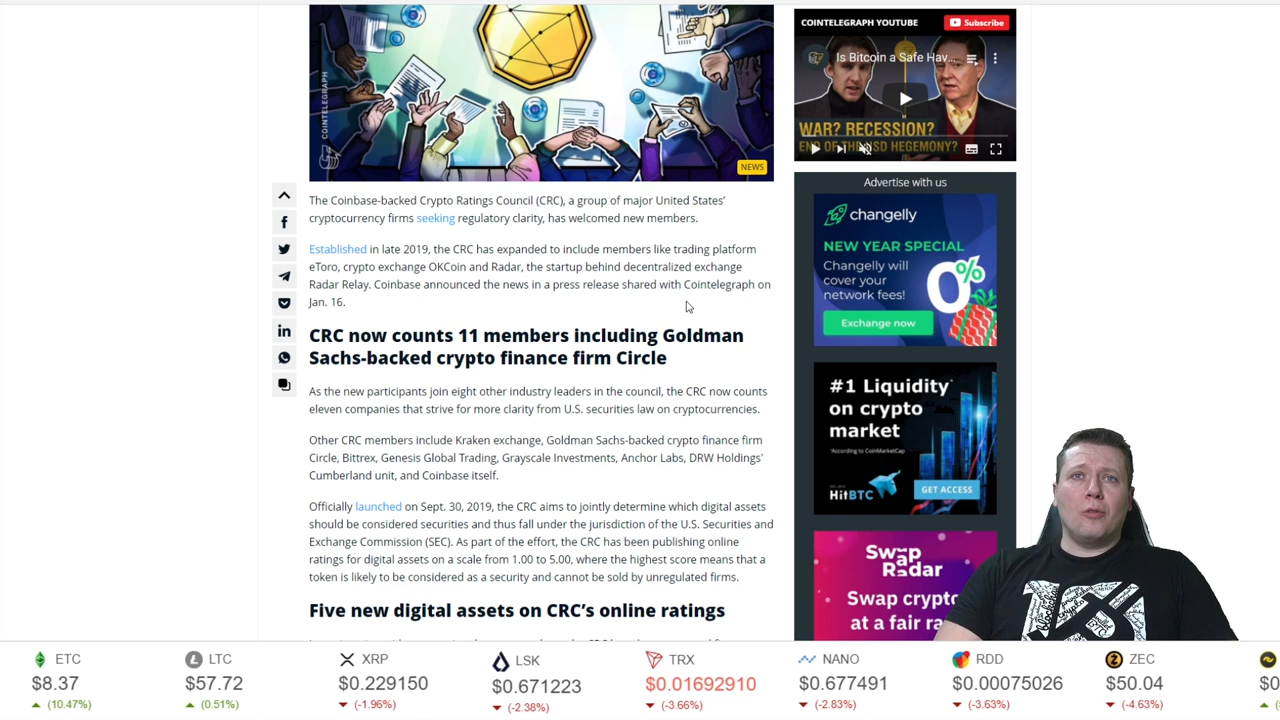 COINTELEGRAPH
NEWS
The Coinbase-backed Crypto Ratings Council (CRC), a group of major United States’
cryptocurrency firms seeking regulatory clarity, has welcomed new members.
Established in late 2019, the CRC has expanded to include members like trading platform
eToro, crypto exchange OKCoin and Radar, the startup behind decentralized exchange
Radar Relay. Coinbase announced the news in a press release shared with Cointelegraph on
Jan. 16.
CRC now counts 11 members including Goldman
Sachs-backed crypto finance firm Circle
As the new participants join eight other industry leaders in the council, the CRC now counts
eleven companies that strive for more clarity from U.S. securities law on cryptocurrencies.
Other CRC members include Kraken exchange, Goldman Sachs-backed crypto finance firm
Circle, Bittrex, Genesis Global Trading, Grayscale Investments, Anchor Labs, DRW Holdings’
Cumberland unit, and Coinbase itself.
Officially launched on Sept. 30, 2019, the CRC aims to jointly determine which digital assets
should be considered securities and thus fall under the jurisdiction of the U.S. Securities and
Exchange Commission (SEC). As part of the effort, the CRC has been publishing online
ratings for digital assets on a scale from 1.00 to 5.00, where the highest score means that a
token is likely to be considered as a security and cannot be sold by unregulated firms.
Five new digital assets on CRC’s online ratings
COINTELEGRAPH YOUTUBE
Subscribe
Is Bitcoin a Safe Hav...
WAR? RECESSION?
END OF THE USD HEGEMONY?
Advertise with us
changelly
NEW YEAR SPECIAL
Changelly will
cover your
network fees!
0%
Exchange now
#1 Liquidity*
on crypto
market
*According to CoinMarketCap
HitBTC
GET ACCESS
Swap
Radar
Swap crypto
at a fair ra
ETC
$8.37
(10.47%)
LTC
$57.72
(0.51%)
XRP
$0.229150
(-1.96%)
LSK
$0.671223
(-2.38%)
TRX
$0.01692910
(-3.66%)
NANO
$0.677491
(-2.83%)
RDD
$0.00075026
(-3.63%)
ZEC
$50.04
(-4.63%)
$0